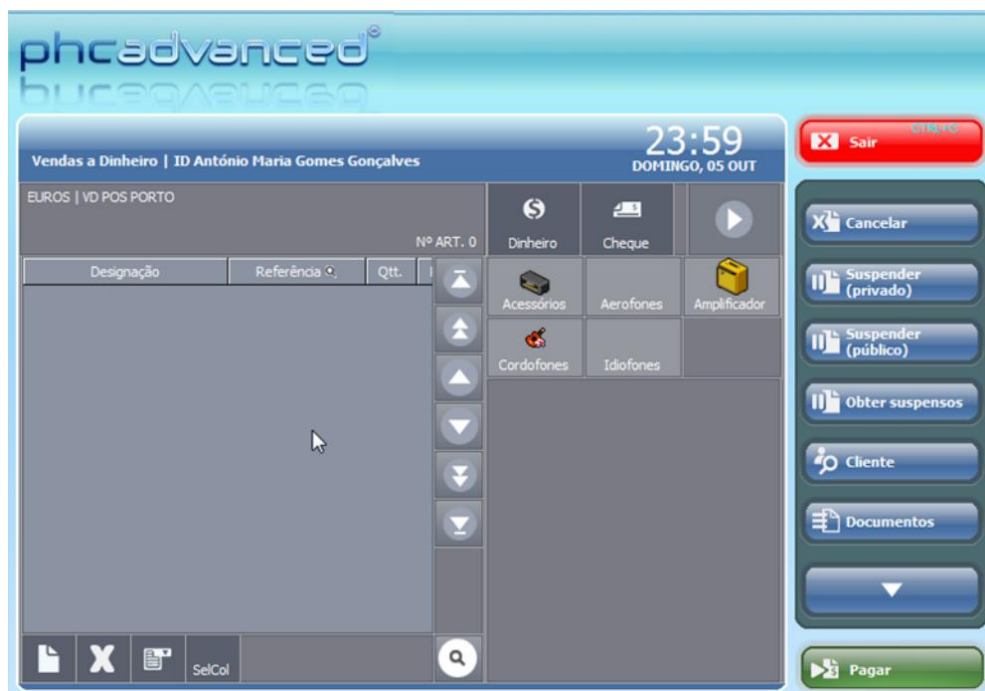 phcadvanced®
23:59
DOMINGO, 05 OUT
Vendas a Dinheiro | ID António Maria Gomes Gonçalves
EUROS | VD POS PORTO
Nº ART. 0
Dinheiro
Cheque
Designação
Referência
Qtt.
Acessórios
Aerofones
Amplificador
Cordofones
Idiofones
SelCol
CTRL+C
Sair
Cancelar
Suspender
(privado)
Suspender
(público)
Obter suspensos
Cliente
Documentos
Pagar